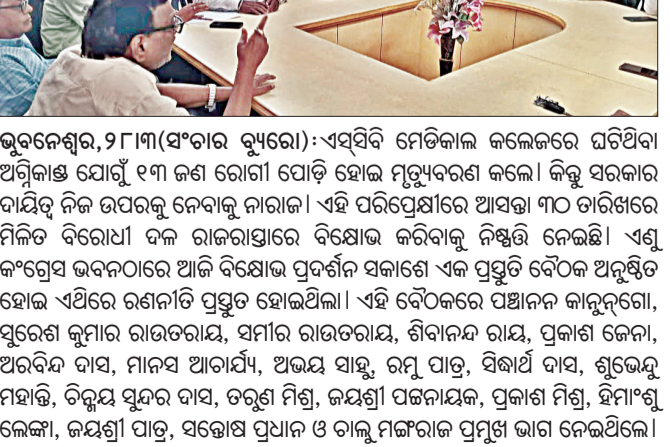 ଭୁବନେଶ୍ୱର,୨୮।୩(ସଂଚାର ବ୍ୟୁରୋ):ଏସ୍‌ସିବି ମେଡିକାଲ କଲେଜରେ ଘଟିଥିବା
ଅଗ୍ନିକାଣ୍ଡ ଯୋଗୁଁ ୧୩ ଜଣ ରୋଗୀ ପୋଡ଼ି ହୋଇ ମୃତ୍ୟୁବରଣ କଲେ। କିନ୍ତୁ ସରକାର
ଦାୟିତ୍ୱ ନିଜ ଉପରକୁ ନେବାକୁ ନାରାଜ। ଏହି ପରିପ୍ରେକ୍ଷୀରେ ଆସନ୍ତା ୩୦ ତାରିଖରେ
ମିଳିତ ବିରୋଧୀ ଦଳ ରାଜରାସ୍ତାରେ ବିକ୍ଷୋଭ କରିବାକୁ ନିଷ୍ପତ୍ତି ନେଇଛି। ଏଣୁ
କଂଗ୍ରେସ ଭବନଠାରେ ଆଜି ବିକ୍ଷୋଭ ପ୍ରଦର୍ଶନ ସକାଶେ ଏକ ପ୍ରସ୍ତୁତି ବୈଠକ ଅନୁଷ୍ଠିତ
ହୋଇ ଏଥିରେ ରଣନୀତି ପ୍ରସ୍ତୁତ ହୋଇଥିଲା। ଏହି ବୈଠକରେ ପଞ୍ଚାନନ କାନୁନ୍‌ଗୋ,
ସୁରେଶ କୁମାର ରାଉତରାୟ, ସମୀର ରାଉତରାୟ, ଶିବାନନ୍ଦ ରାୟ, ପ୍ରକାଶ ଜେନା,
ଅରବିନ୍ଦ ଦାସ, ମାନସ ଆଚାର୍ଯ୍ୟ, ଅଭୟ ସାହୁ, ରମୁ ପାତ୍ର, ସିଦ୍ଧାର୍ଥ ଦାସ, ଶୁଭେନ୍ଦୁ
ମହାନ୍ତି, ଚିନ୍ମୟ ସୁନ୍ଦର ଦାସ, ତରୁଣ ମିଶ୍ର, ଜୟଶ୍ରୀ ପଟ୍ଟନାୟକ, ପ୍ରକାଶ ମିଶ୍ର, ହିମାଂଶୁ
ଲେଙ୍କା, ଜୟଶ୍ରୀ ପାତ୍ର, ସନ୍ତୋଷ ପ୍ରଧାନ ଓ ଚାଲୁ ମଙ୍ଗରାଜ ପ୍ରମୁଖ ଭାଗ ନେଇଥିଲେ।